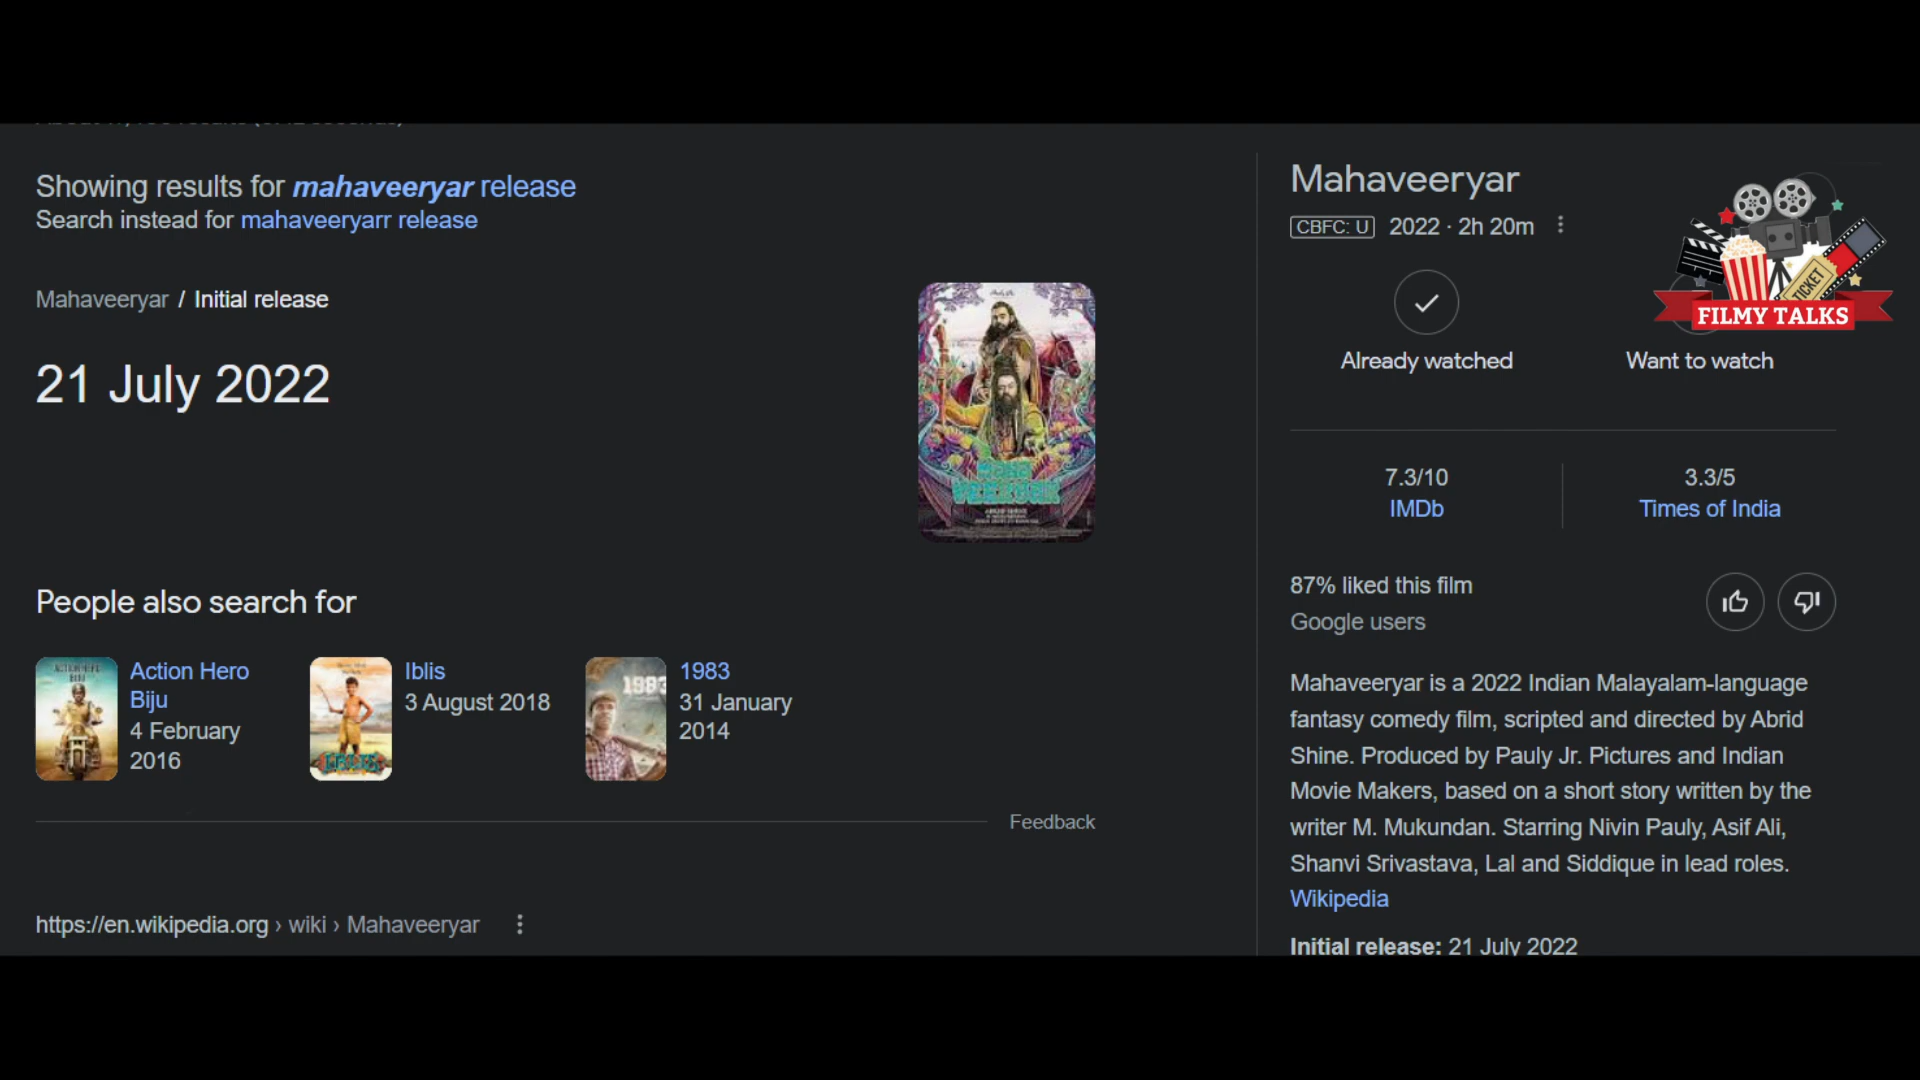 Showing results for mahaveeryar release
Search instead for mahaveeryarr release
Mahaveeryar / Initial release
21 July 2022
People also search for
Action Hero
Biju
4 February
2016
Iblis
3 August 2018
1983
1983
31 January
2014
Feedback
https://en.wikipedia.org › wiki › Mahaveeryar
Mahaveeryar
CBFC: U 2022 · 2h 20m
TICKET
FILMY TALKS
Already watched
Want to watch
7.3/10
IMDb
3.3/5
Times of India
87% liked this film
Google users
Mahaveeryar is a 2022 Indian Malayalam-language
fantasy comedy film, scripted and directed by Abrid
Shine. Produced by Pauly Jr. Pictures and Indian
Movie Makers, based on a short story written by the
writer M. Mukundan. Starring Nivin Pauly, Asif Ali,
Shanvi Srivastava, Lal and Siddique in lead roles.
Wikipedia
Initial release: 21 July 2022